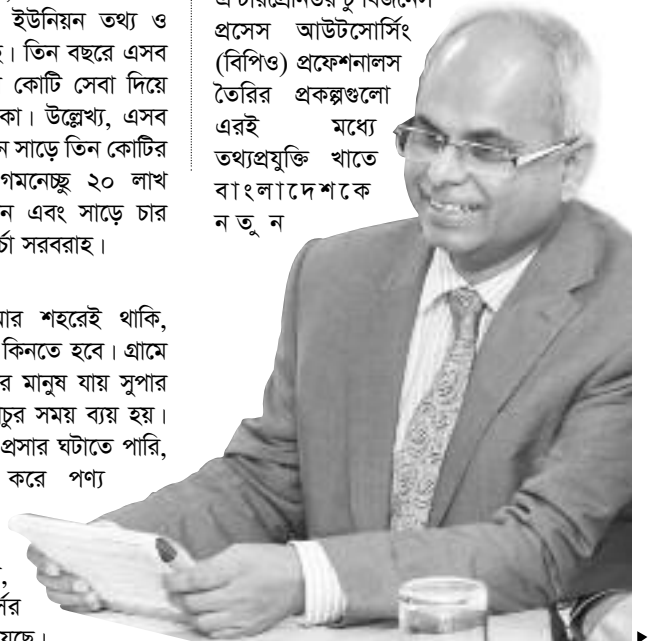 ইউনিয়ন তথ্য ও
। তিন বছরে এসব
কোটি সেবা দিয়ে
কা। উল্লেখ্য, এসব
ন সাড়ে তিন কোটির
গমনেচ্ছু ২০ লাখ
ন এবং সাড়ে চার
র্চা সরবরাহ।
মার শহরেই থাকি,
কিনতে হবে। গ্রামে
র মানুষ যায় সুপার
চুর সময় ব্যয় হয়।
প্রসার ঘটাতে পারি,
করে পণ্য
র্সের
য়েছে।
টু বিজনেস
প্রসেস আউটসোর্সিং
(বিপিও) প্রফেশনালস
তৈরির প্রকল্পগুলো
এরই মধ্যে
তথ্যপ্রযুক্তি খাতে
বাংলাদেশকে
নতুন